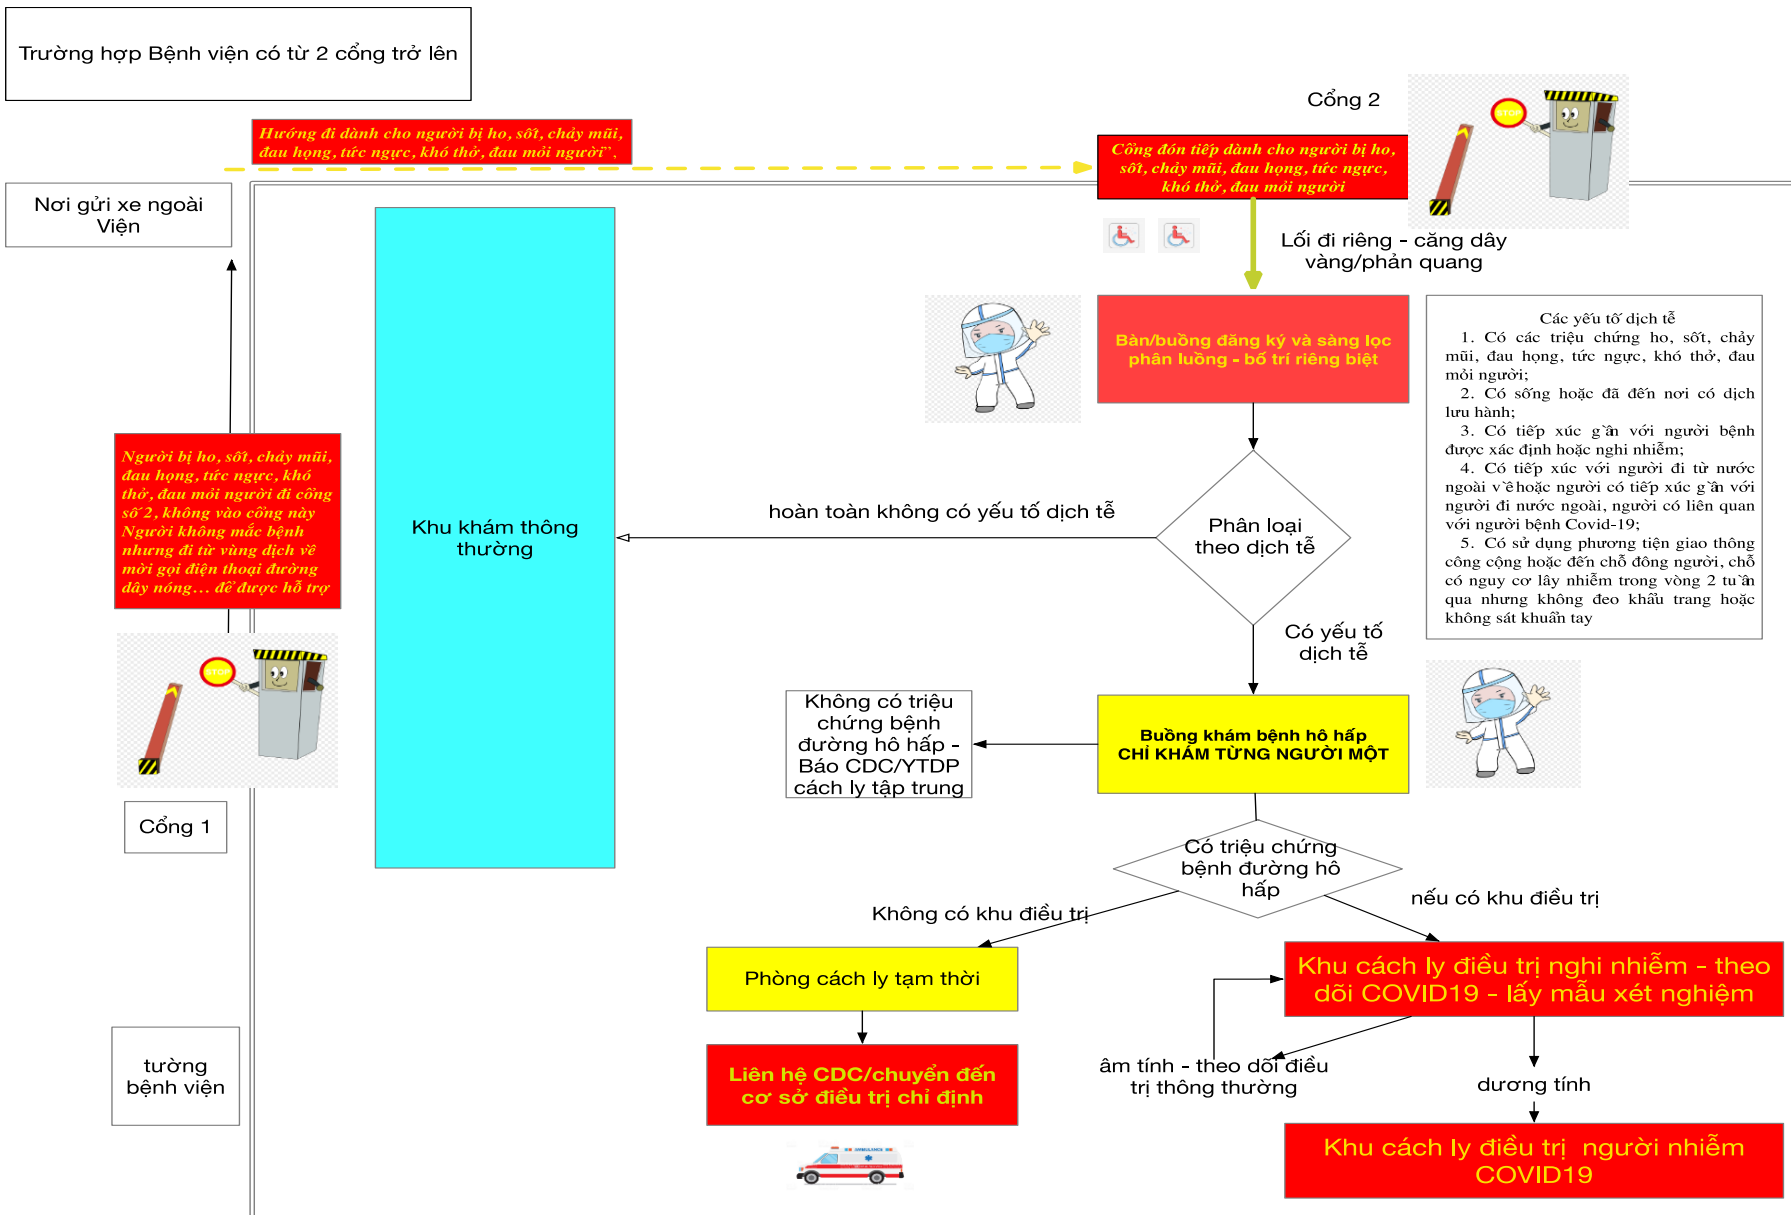 Trường hợp Bệnh viện có từ 2 cổng trở lên
Cổng 2
STOP
Hướng đi dành cho người bị ho, sốt, chảy mũi,
đau họng, tức ngực, khó thở, đau mỏi người”,
Cổng đón tiếp dành cho người bị ho,
sốt, chảy mũi, đau họng, tức ngực,
khó thở, đau mỏi người
Nơi gửi xe ngoài
Viện
Lối đi riêng - căng dây
vàng/phản quang
Bàn/buồng đăng ký và sàng lọc
phân luồng - bố trí riêng biệt
Các yếu tố dịch tễ
1. Có các triệu chứng ho, sốt, chảy
mũi, đau họng, tức ngực, khó thở, đau
mỏi người;
2. Có sống hoặc đã đến nơi có dịch
lưu hành;
3. Có tiếp xúc gần với người bệnh
được xác định hoặc nghi nhiễm;
4. Có tiếp xúc với người đi từ nước
ngoài về hoặc người có tiếp xúc gần với
người đi nước ngoài, người có liên quan
với người bệnh Covid-19;
5. Có sử dụng phương tiện giao thông
công cộng hoặc đến chỗ đông người, chỗ
có nguy cơ lây nhiễm trong vòng 2 tuần
qua nhưng không đeo khẩu trang hoặc
không sát khuẩn tay
Người bị ho, sốt, chảy mũi,
đau họng, tức ngực, khó
thở, đau mỏi người đi cổng
số 2, không vào cổng này
Người không mắc bệnh
nhưng đi từ vùng dịch về
mời gọi điện thoại đường
dây nóng... để được hỗ trợ
Khu khám thông
thường
hoàn toàn không có yếu tố dịch tễ
Phân loại
theo dịch tễ
Có yếu tố
dịch tễ
STOP
Cổng 1
Không có triệu
chứng bệnh
đường hô hấp -
Báo CDC/YTDP
cách ly tập trung
Buồng khám bệnh hô hấp
CHỈ KHÁM TỪNG NGƯỜI MỘT
Có triệu chứng
bệnh đường hô
hấp
Không có khu điều trị
nếu có khu điều trị
Phòng cách ly tạm thời
Khu cách ly điều trị nghi nhiễm - theo
dõi COVID19 - lấy mẫu xét nghiệm
tường
bệnh viện
Liên hệ CDC/chuyển đến
cơ sở điều trị chỉ định
âm tính - theo dõi điều
trị thông thường
dương tính
AMBULANCE
Khu cách ly điều trị người nhiễm
COVID19